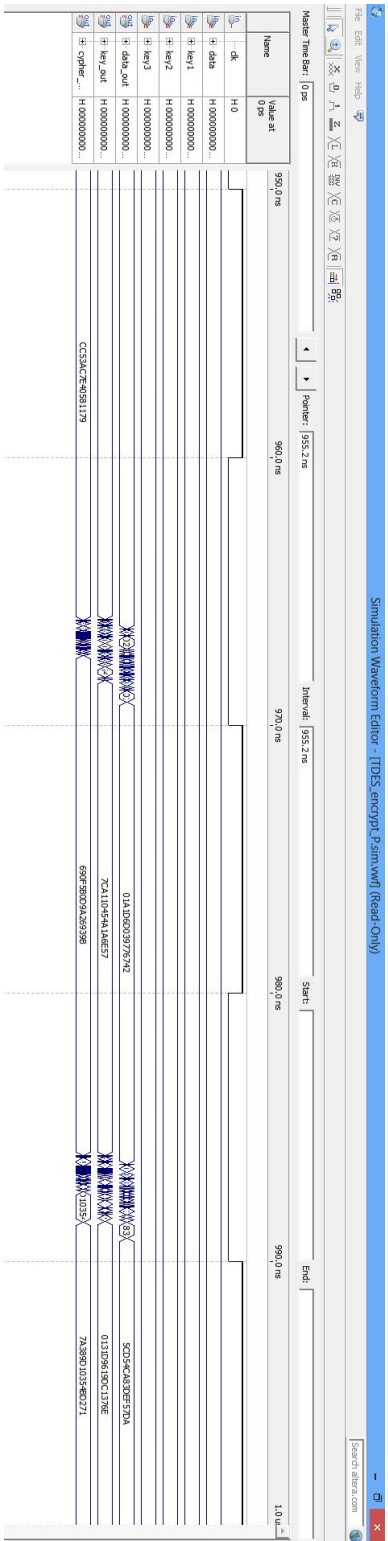 Simulation Waveform Editor - [TDES_encrypt_P.sim.vwf] (Read-Only)
File Edit View Help
Search altera.com
Master Time Bar: 0 ps
Pointer: 955.2 ns
Interval: 955.2 ns
Start:
End:
Name
Value at
0 ps
950.0 ns 960.0 ns 970.0 ns 980.0 ns 990.0 ns 1.0 us
clk H 0
data H 000000000...
key1 H 000000000...
key2 H 000000000...
key3 H 000000000...
data_out H 000000000... 01A1D6D039776742 5CD54CA83DEF57DA
key_out H 000000000... 7CA110454A1A6E57 0131D9619DC1376E
cypher_... H 000000000... CC53AC7E40581179 690F5B0D9A26939B 1035 7A389D10354BD271